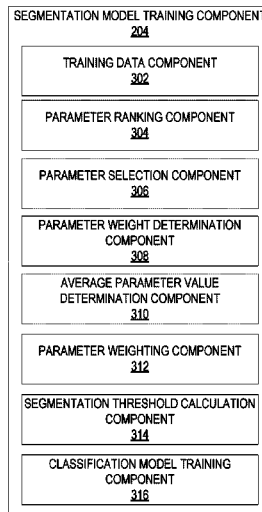 SEGMENTATION MODEL TRAINING COMPONENT
204
TRAINING DATA COMPONENT
302
PARAMETER RANKING COMPONENT
304
PARAMETER SELECTION COMPONENT
306
PARAMETER WEIGHT DETERMINATION
COMPONENT
308
AVERAGE PARAMETER VALUE
DETERMINATION COMPONENT
310
PARAMETER WEIGHTING COMPONENT
312
SEGMENTATION THRESHOLD CALCULATION
COMPONENT
314
CLASSIFICATION MODEL TRAINING
COMPONENT
316